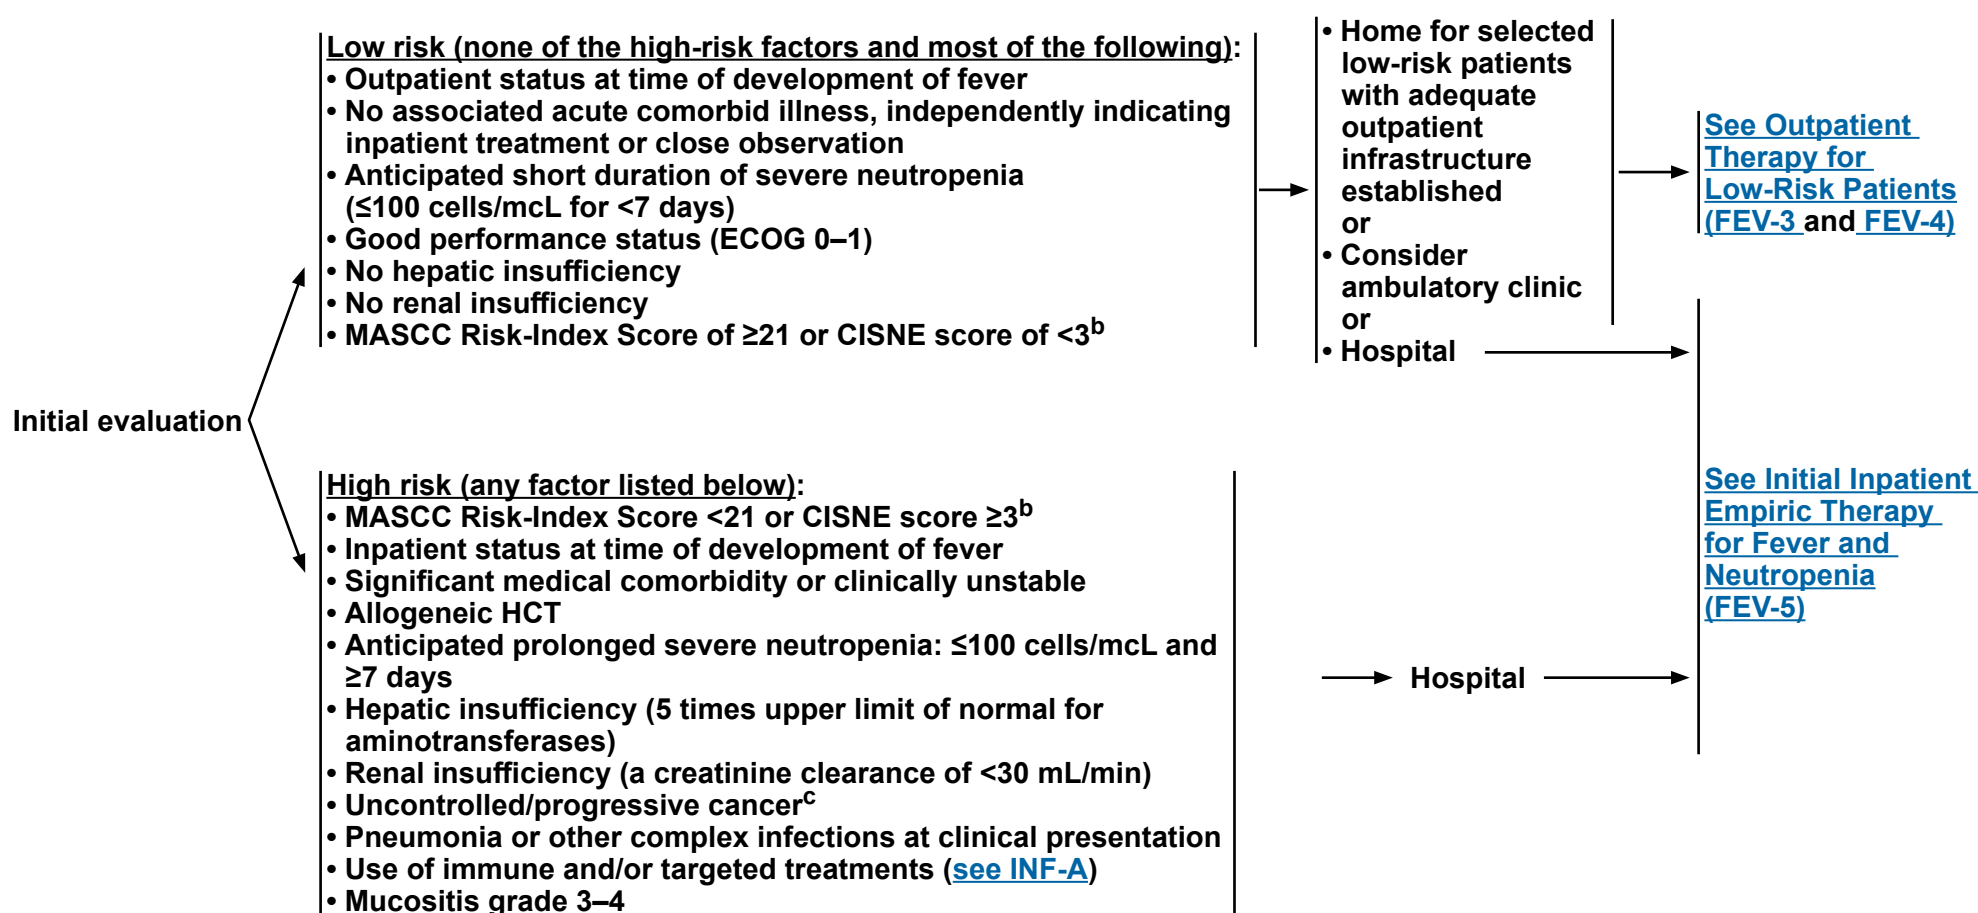 Initial evaluation
Low risk (none of the high-risk factors and most of the following):
• Outpatient status at time of development of fever
• No associated acute comorbid illness, independently indicating
inpatient treatment or close observation
• Anticipated short duration of severe neutropenia
(≤100 cells/mcL for <7 days)
• Good performance status (ECOG 0–1)
• No hepatic insufficiency
• No renal insufficiency
• MASCC Risk-Index Score of ≥21 or CISNE score of <3b
• Home for selected
low-risk patients
with adequate
outpatient
infrastructure
established
or
• Consider
ambulatory clinic
or
• Hospital
See Outpatient
Therapy for
Low-Risk Patients
(FEV-3 and FEV-4)
High risk (any factor listed below):
• MASCC Risk-Index Score <21 or CISNE score ≥3b
• Inpatient status at time of development of fever
• Significant medical comorbidity or clinically unstable
• Allogeneic HCT
• Anticipated prolonged severe neutropenia: ≤100 cells/mcL and
≥7 days
• Hepatic insufficiency (5 times upper limit of normal for
aminotransferases)
• Renal insufficiency (a creatinine clearance of <30 mL/min)
• Uncontrolled/progressive cancerc
• Pneumonia or other complex infections at clinical presentation
• Use of immune and/or targeted treatments (see INF-A)
• Mucositis grade 3–4
Hospital
See Initial Inpatient
Empiric Therapy
for Fever and
Neutropenia
(FEV-5)